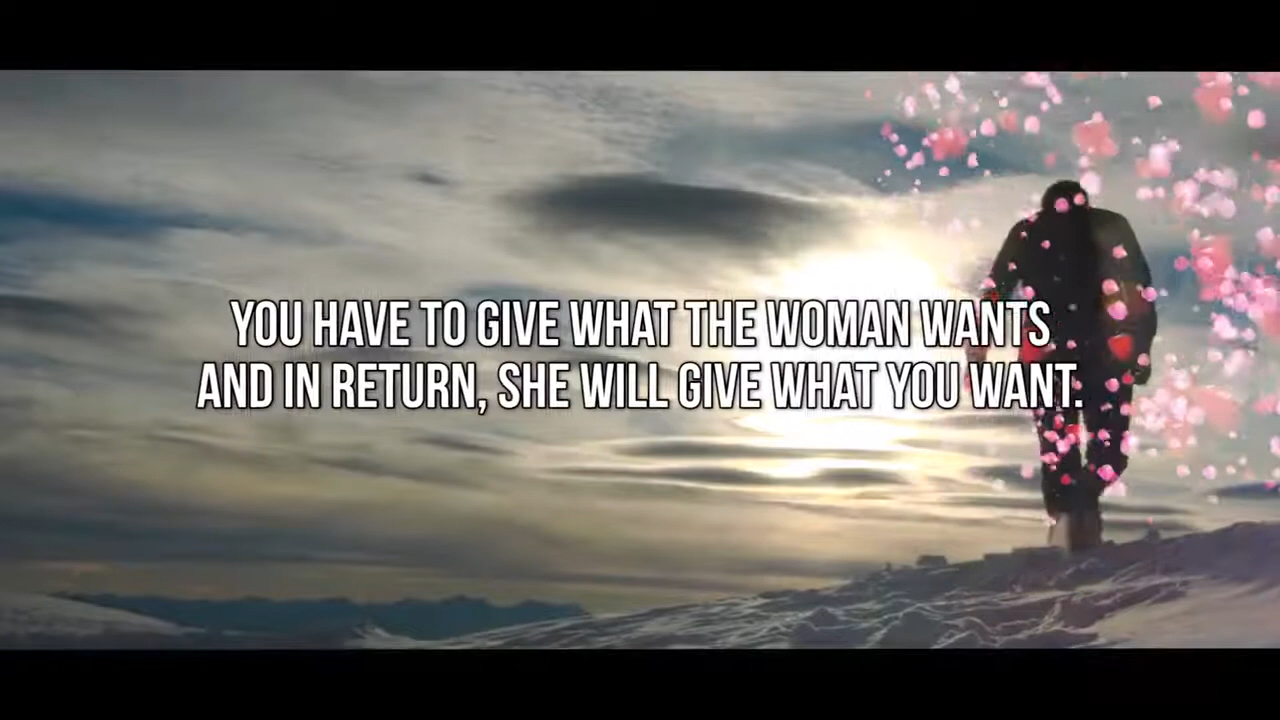 YOU HAVE TO GIVE WHAT THE WOMAN WANTS
AND IN RETURN, SHE WILL GIVE WHAT YOU WANT.